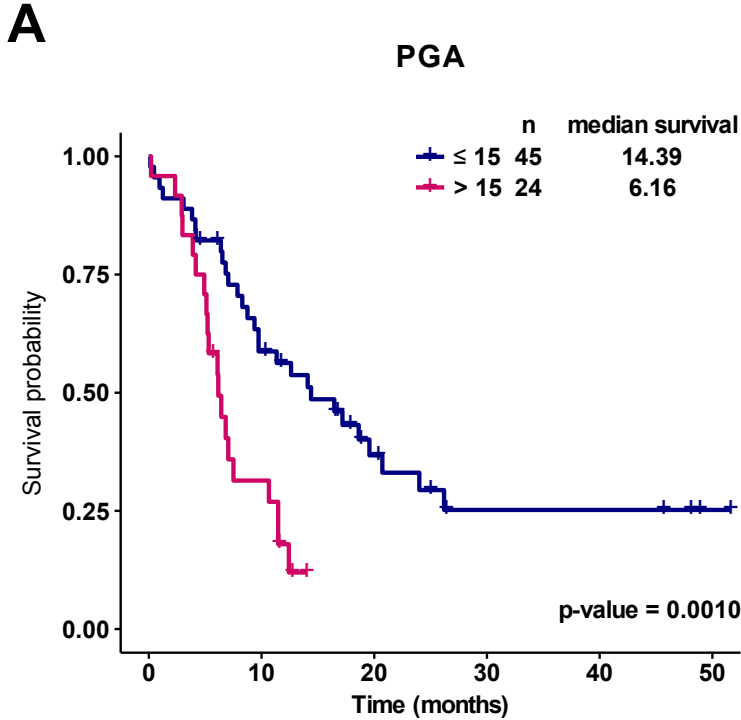 A
PGA
n median survival
≤ 15 45 14.39
> 15 24 6.16
1.00
0.75
0.50
0.25
0.00
Survival probability
p-value = 0.0010
0 10 20 30 40 50
Time (months)